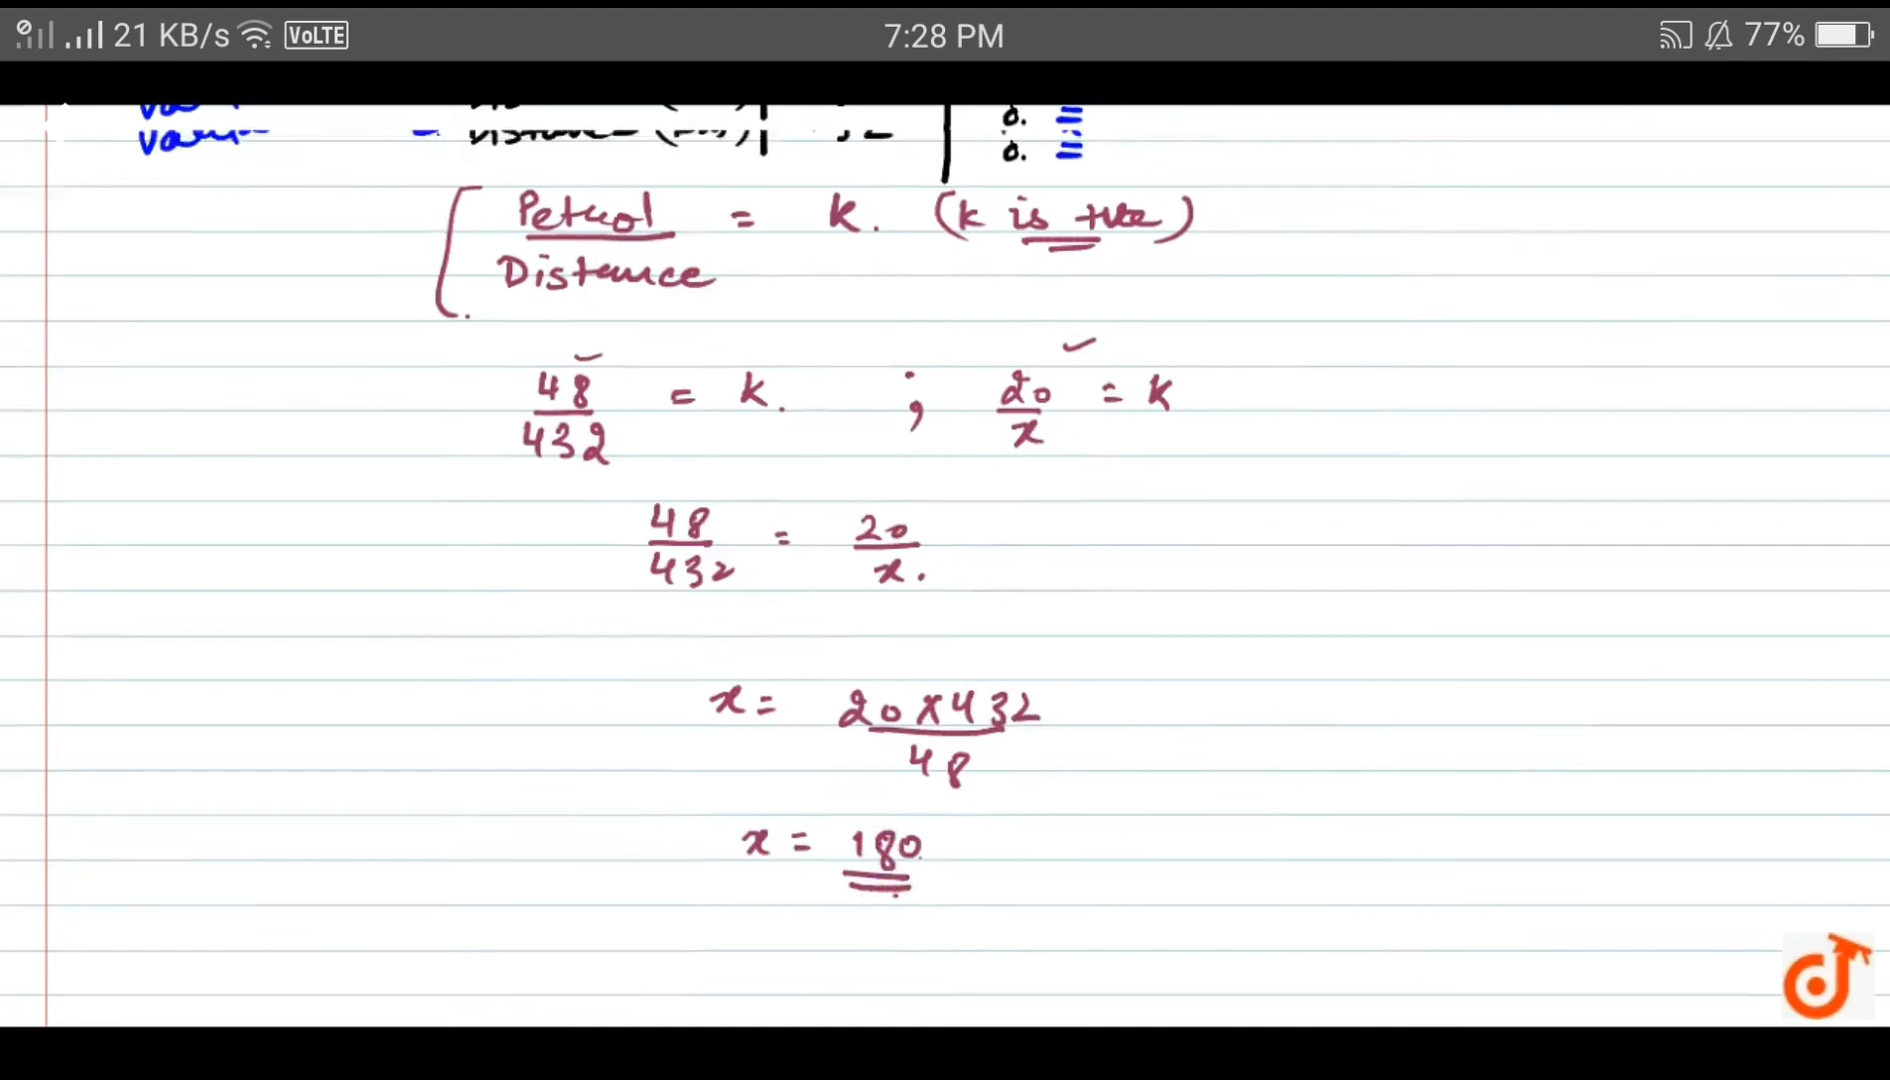 21 KB/s VoLTE 7:28 PM 77%
Distance
Petrol = k. (k is +ve)
Distance
48 = k. ; 20 = k
432 x
48 = 20
432 x.
x = 20 x 432
48
x = 180